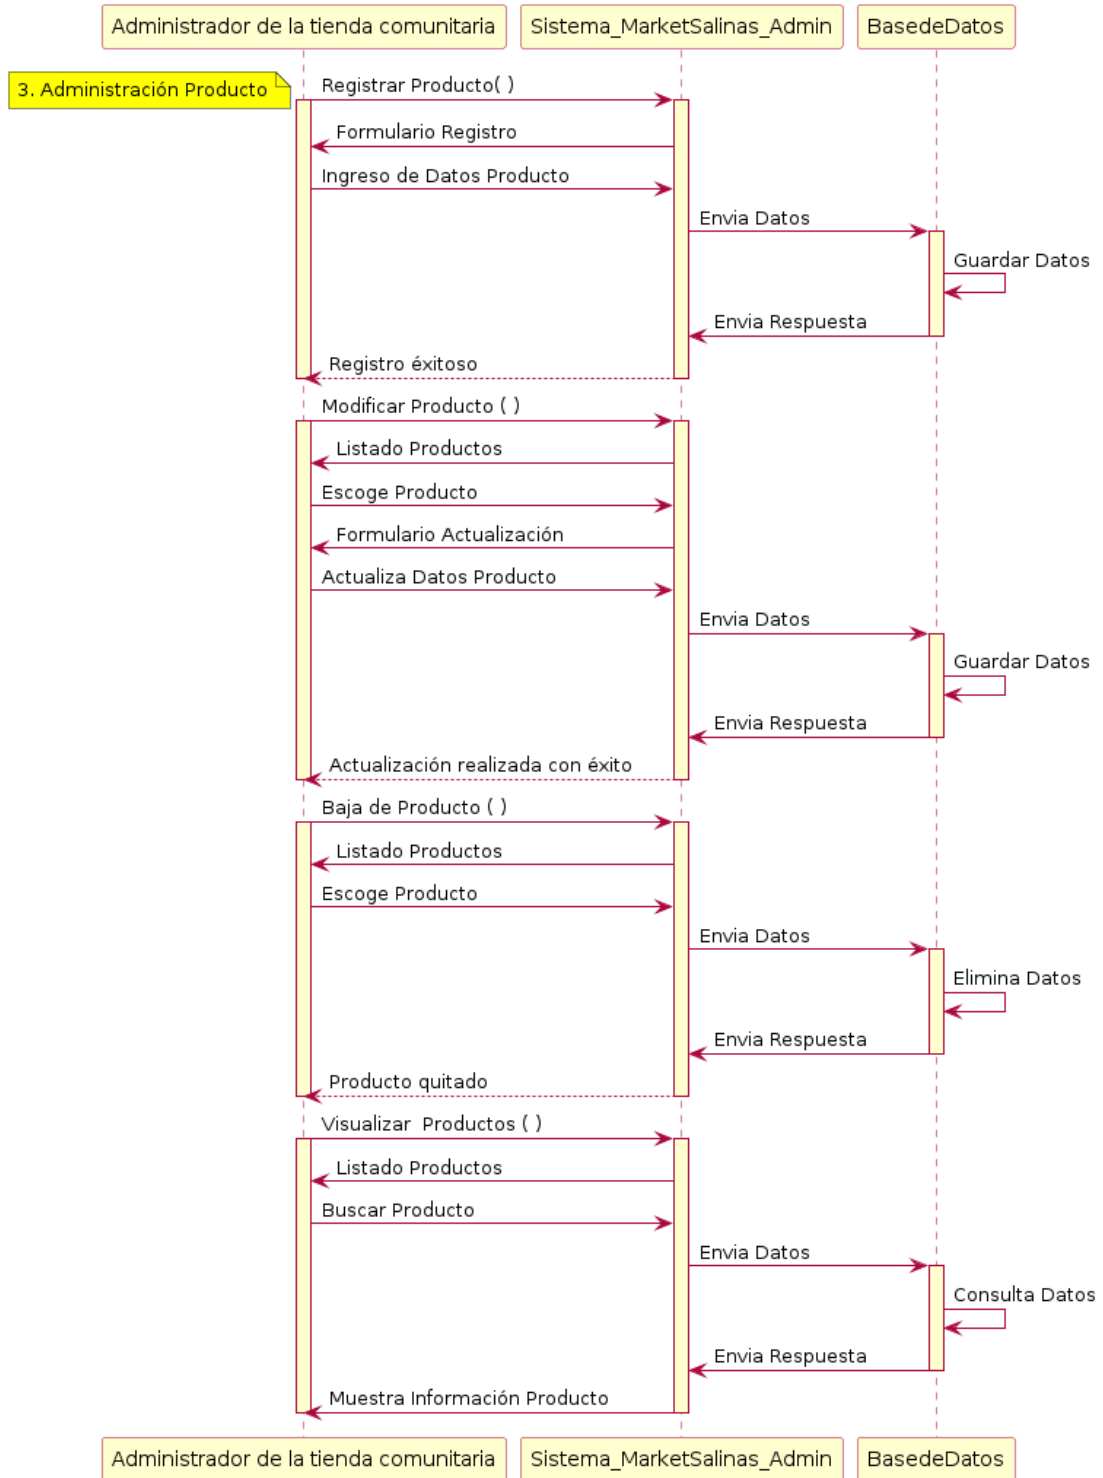 Administrador de la tienda comunitaria
Sistema_MarketSalinas_Admin
BasedeDatos
3. Administración Producto
Registrar Producto( )
Formulario Registro
Ingreso de Datos Producto
Envia Datos
Guardar Datos
Envia Respuesta
Registro éxitoso
Modificar Producto ( )
Listado Productos
Escoge Producto
Formulario Actualización
Actualiza Datos Producto
Envia Datos
Guardar Datos
Envia Respuesta
Actualización realizada con éxito
Baja de Producto ( )
Listado Productos
Escoge Producto
Envia Datos
Elimina Datos
Envia Respuesta
Producto quitado
Visualizar  Productos ( )
Listado Productos
Buscar Producto
Envia Datos
Consulta Datos
Envia Respuesta
Muestra Información Producto
Administrador de la tienda comunitaria
Sistema_MarketSalinas_Admin
BasedeDatos